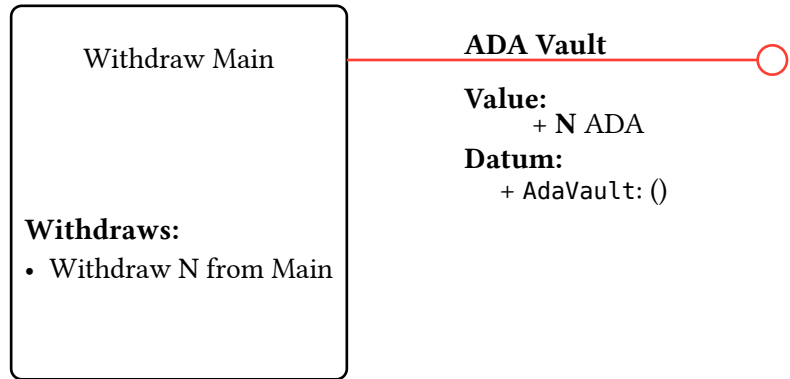 Withdraw Main
ADA Vault
Value:
+ N ADA
Datum:
+ AdaVault: ()
Withdraws:
• Withdraw N from Main